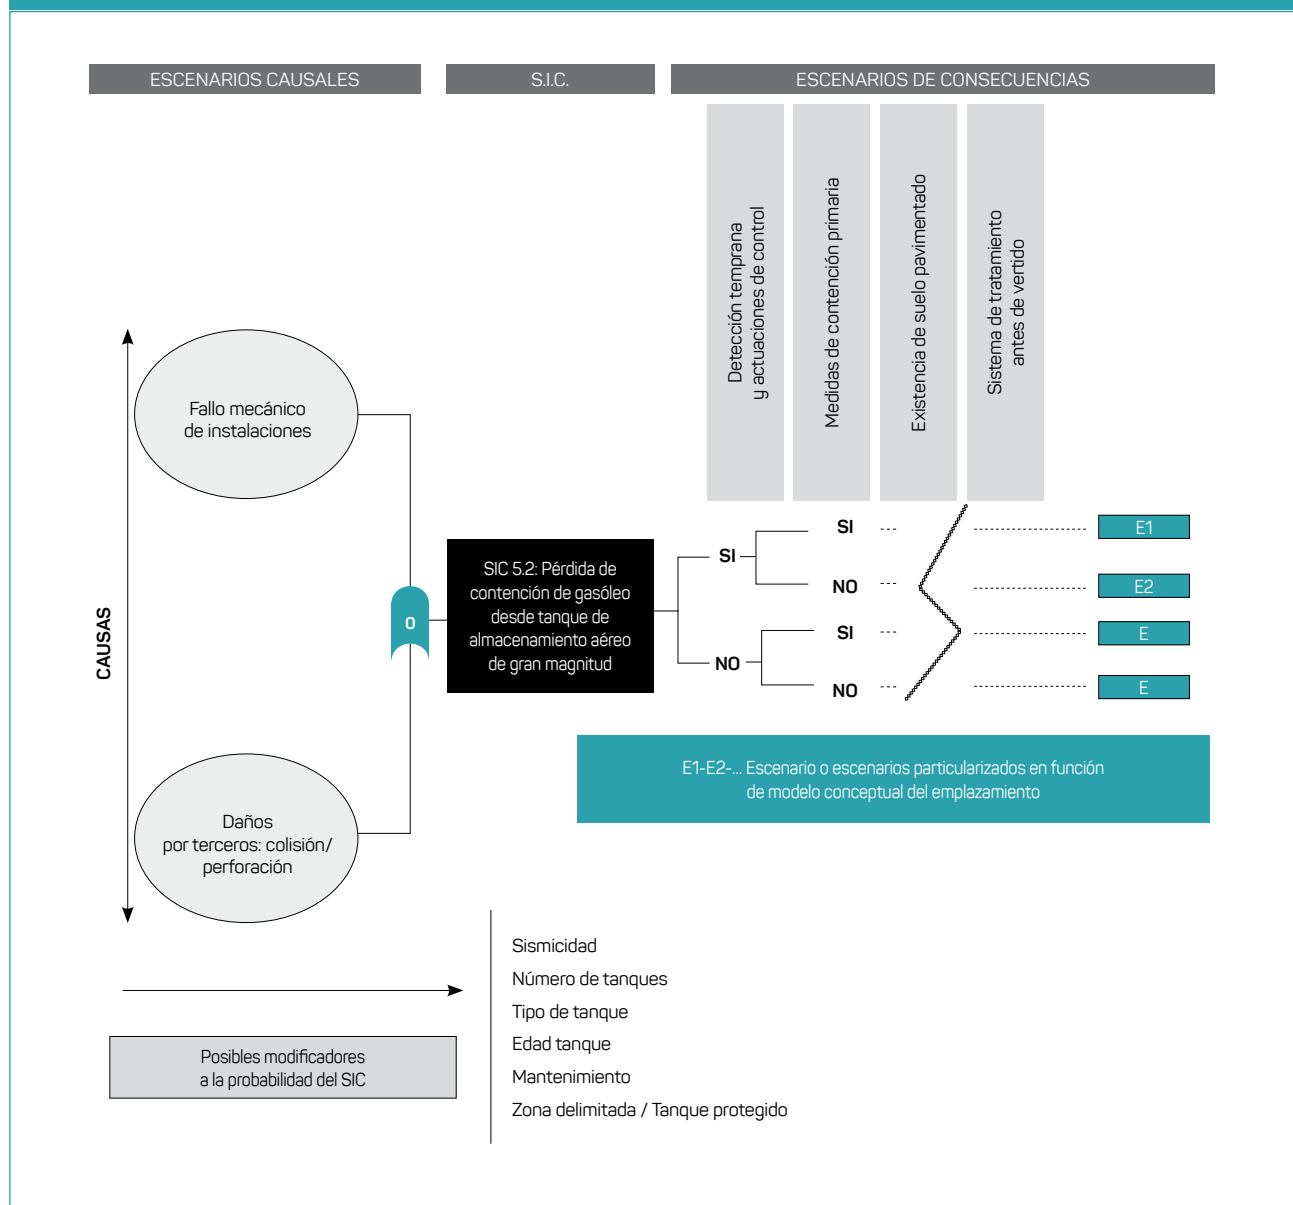 ESCENARIOS CAUSALES
S.I.C.
ESCENARIOS DE CONSECUENCIAS
Detección temprana
y actuaciones de control
Medidas de contención primaria
Existencia de suelo pavimentado
Sistema de tratamiento
antes de vertido
CAUSAS
Fallo mecánico
de instalaciones
Daños
por terceros: colisión/
perforación
O
SIC 5.2: Pérdida de
contención de gasóleo
desde tanque de
almacenamiento aéreo
de gran magnitud
SI
NO
SI
NO
SI
NO
E1
E2
E
E
E1-E2-... Escenario o escenarios particularizados en función
de modelo conceptual del emplazamiento
Posibles modificadores
a la probabilidad del SIC
Sismicidad
Número de tanques
Tipo de tanque
Edad tanque
Mantenimiento
Zona delimitada / Tanque protegido